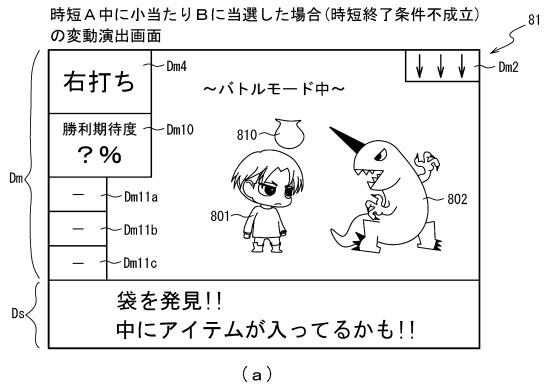 時短A中に小当たりBに当選した場合(時短終了条件不成立)
の変動演出画面
81
右打ち
Dm4
～バトルモード中～
↓ ↓ ↓
Dm2
勝利期待度
?%
Dm10
810
Dm
— Dm11a
— Dm11b
— Dm11c
801
802
Ds
袋を発見!!
中にアイテムが入ってるかも!!
(a)